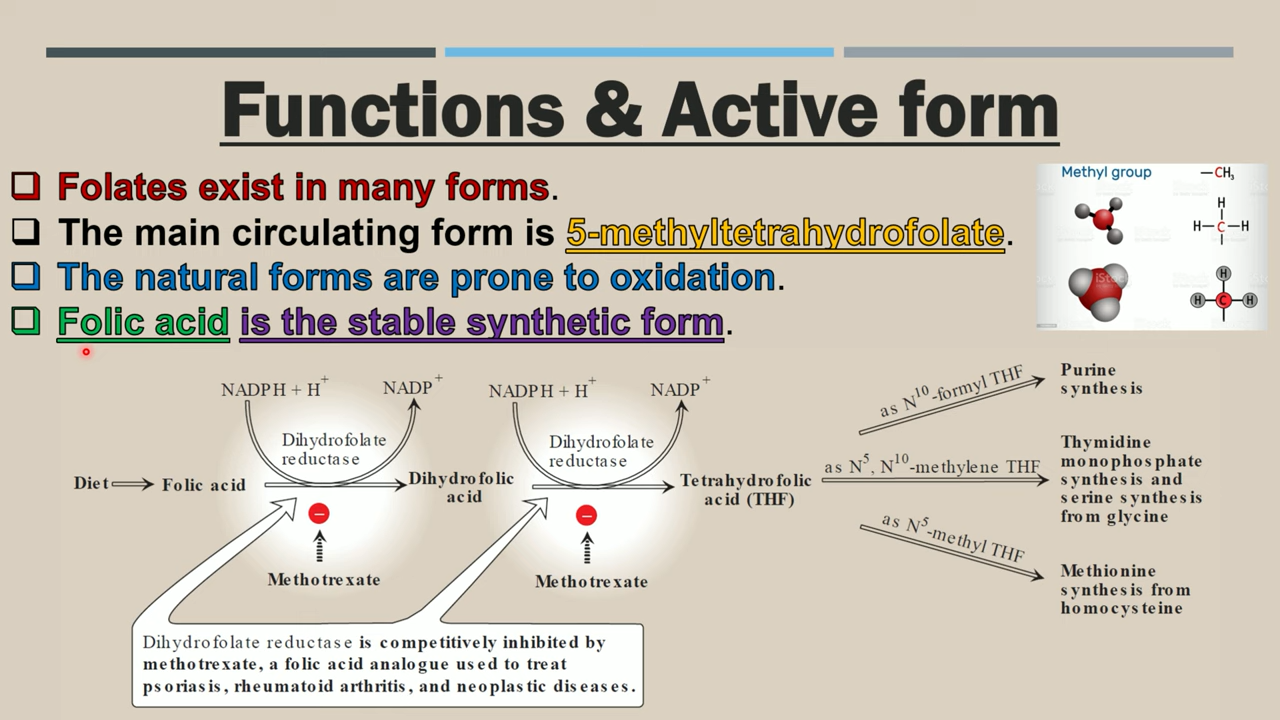 Functions & Active form
Folates exist in many forms.
The main circulating form is 5-methyltetrahydrofolate.
The natural forms are prone to oxidation.
Folic acid is the stable synthetic form.
Methyl group
—CH₃
H
H—C—H
H
H—C—H
iStock
NADPH + H⁺
NADP⁺
NADPH + H⁺
NADP⁺
Dihydrofolate
reductase
Dihydrofolate
reductase
Diet
Folic acid
Dihydrofolic
acid
Tetrahydrofolic
acid (THF)
Methotrexate
Methotrexate
as N¹⁰-formyl THF
Purine
synthesis
as N⁵, N¹⁰-methylene THF
Thymidine
monophosphate
synthesis and
serine synthesis
from glycine
as N⁵-methyl THF
Methionine
synthesis from
homocysteine
Dihydrofolate reductase is competitively inhibited by
methotrexate, a folic acid analogue used to treat
psoriasis, rheumatoid arthritis, and neoplastic diseases.